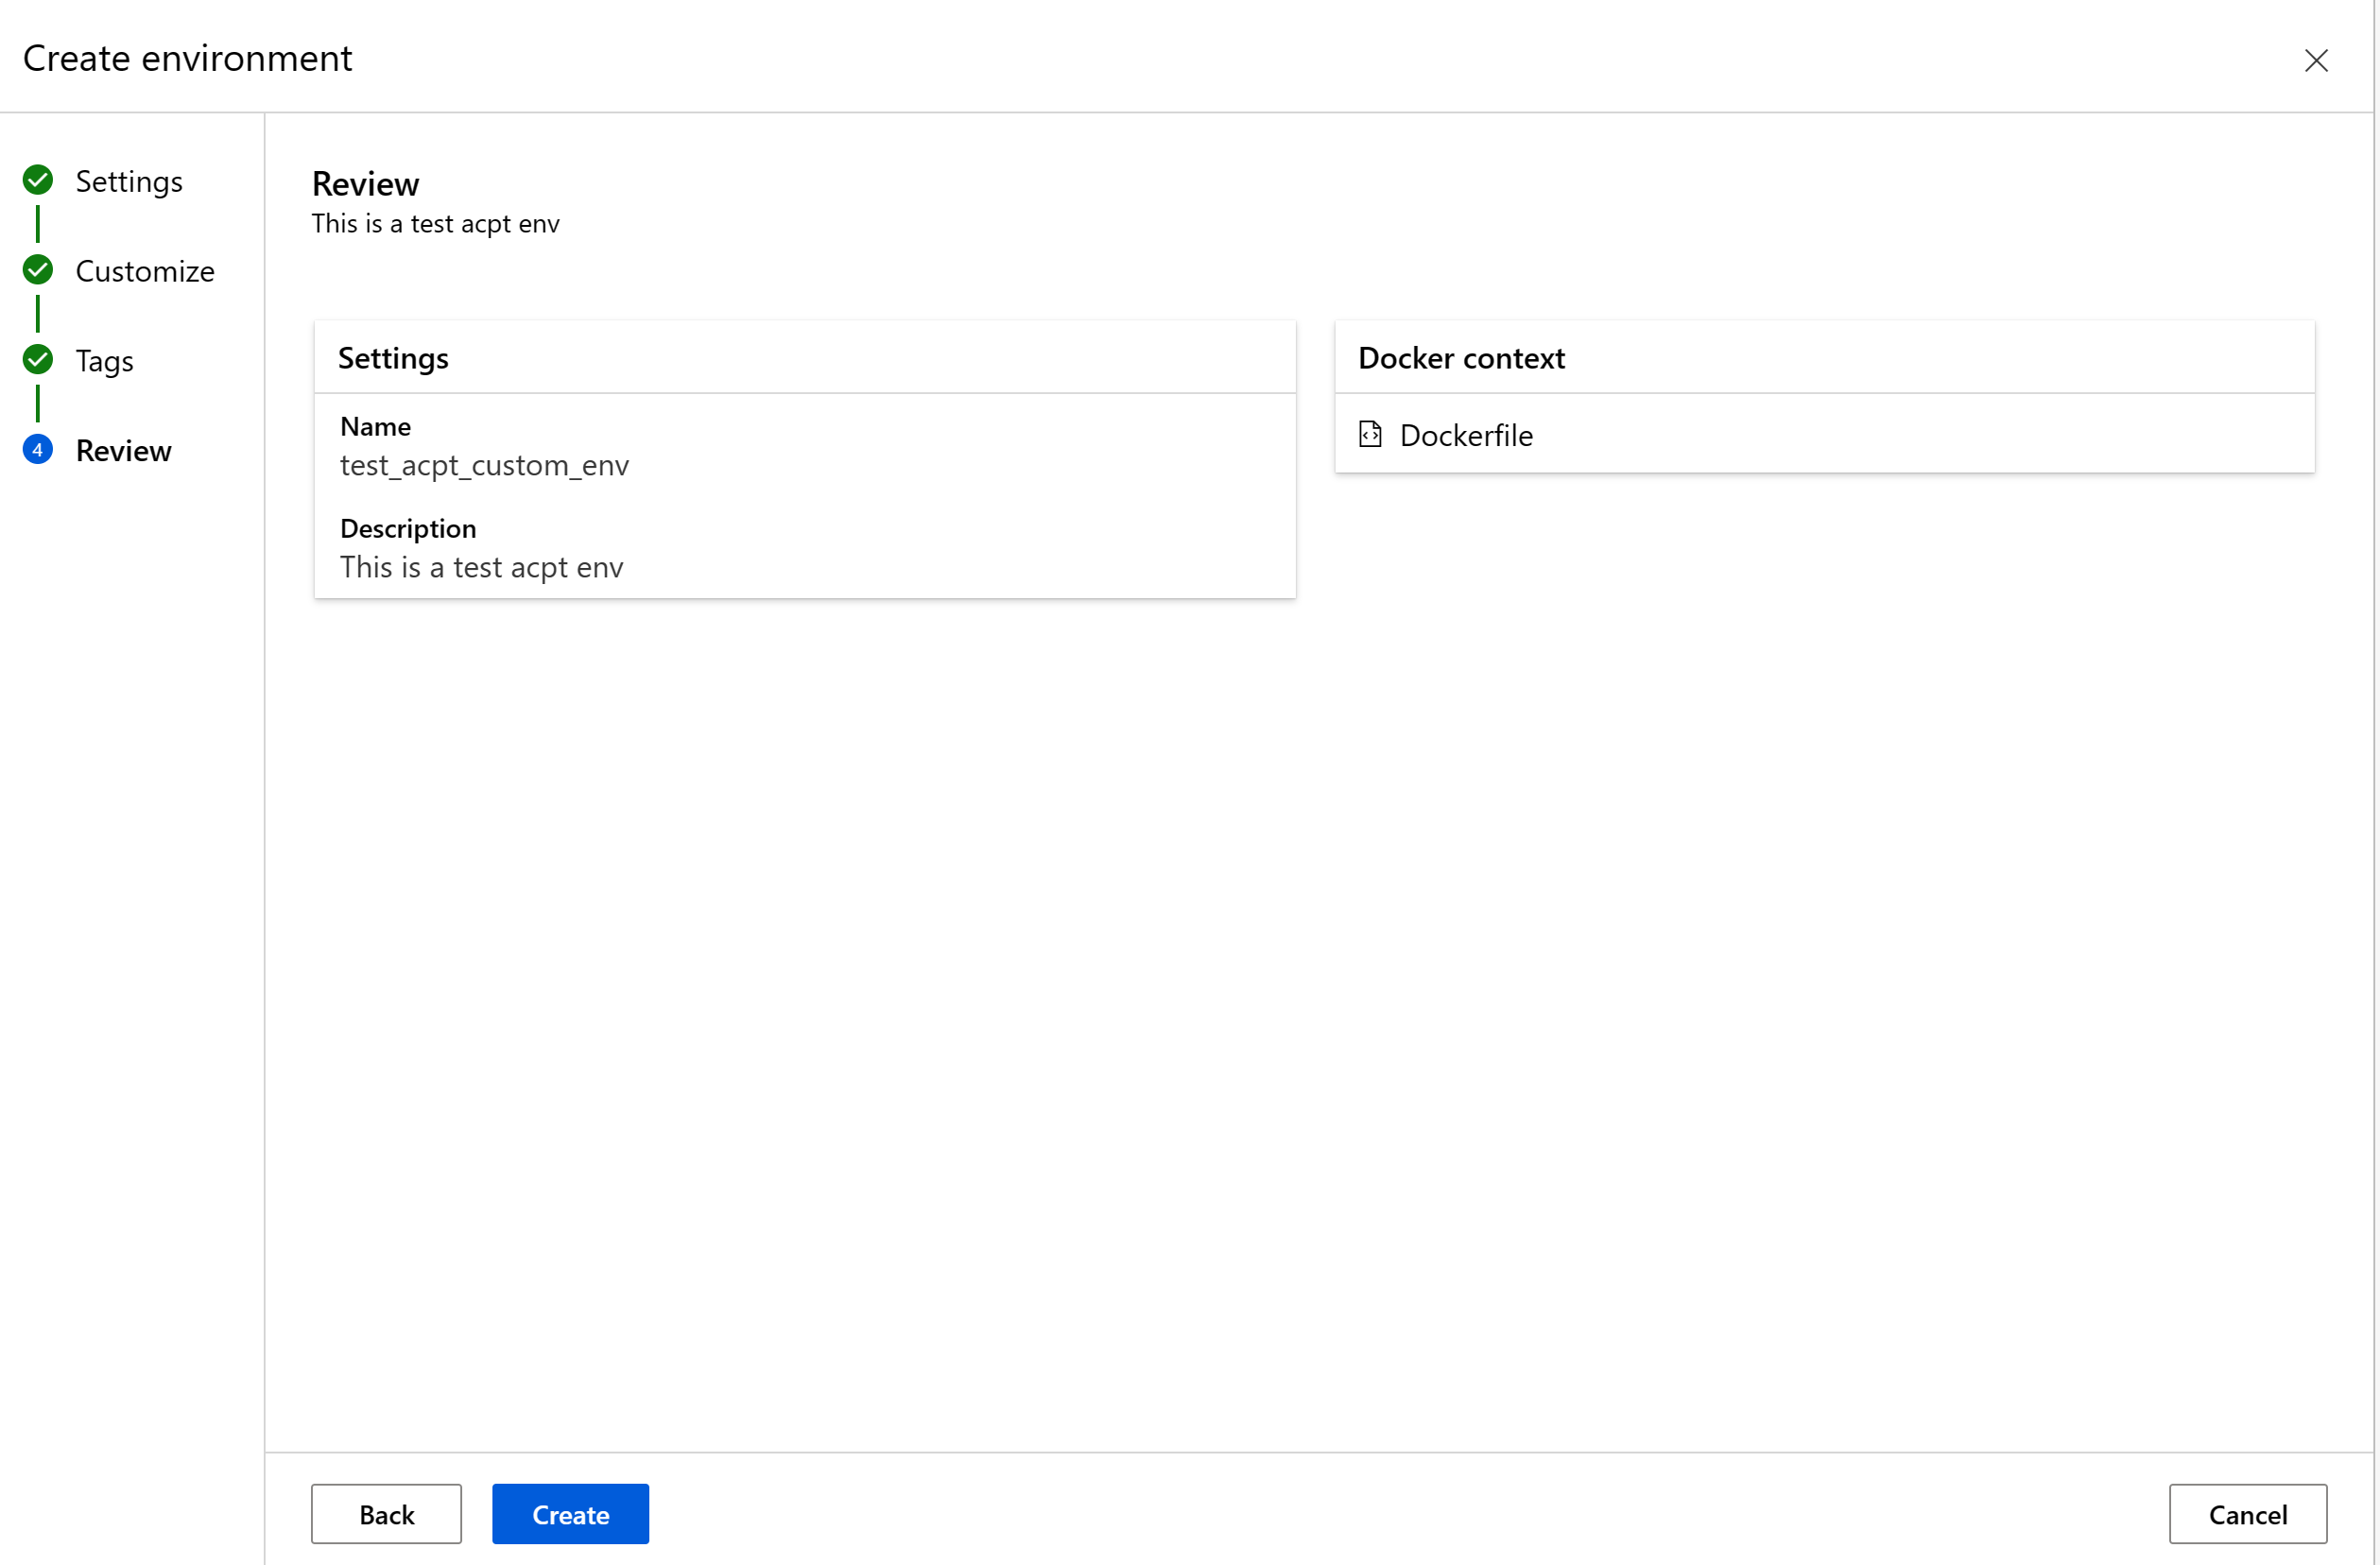 Create environment
Settings
Customize
Tags
4 Review
Review
This is a test acpt env
Settings
Name
test_acpt_custom_env
Description
This is a test acpt env
Docker context
Dockerfile
Back
Create
Cancel